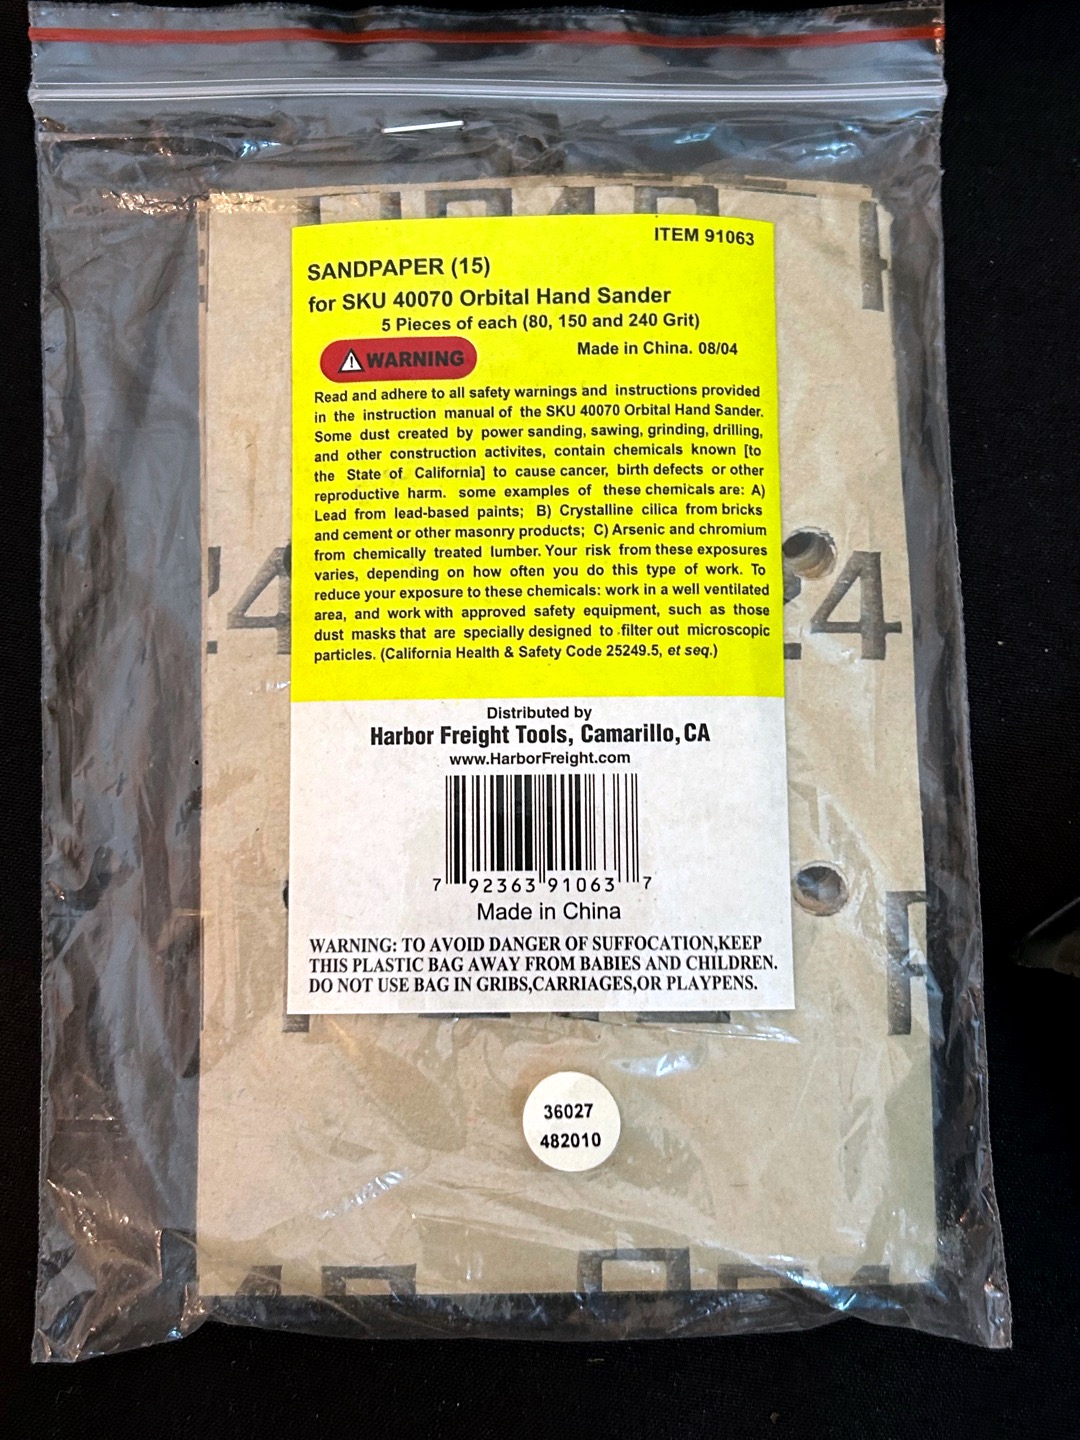 ITEM 91063
SANDPAPER (15)
for SKU 40070 Orbital Hand Sander
5 Pieces of each (80, 150 and 240 Grit)
WARNING
Made in China. 08/04
Read and adhere to all safety warnings and instructions provided
in the instruction manual of the SKU 40070 Orbital Hand Sander.
Some dust created by power sanding, sawing, grinding, drilling,
and other construction activites, contain chemicals known [to
the State of California] to cause cancer, birth defects or other
reproductive harm. some examples of these chemicals are: A)
Lead from lead-based paints; B) Crystalline cilica from bricks
and cement or other masonry products; C) Arsenic and chromium
from chemically treated lumber. Your risk from these exposures
varies, depending on how often you do this type of work. To
reduce your exposure to these chemicals: work in a well ventilated
area, and work with approved safety equipment, such as those
dust masks that are specially designed to filter out microscopic
particles. (California Health & Safety Code 25249.5, et seq.)
24 24
Distributed by
Harbor Freight Tools, Camarillo, CA
www.HarborFreight.com
7 92363 91063 7
Made in China
WARNING: TO AVOID DANGER OF SUFFOCATION,KEEP
THIS PLASTIC BAG AWAY FROM BABIES AND CHILDREN.
DO NOT USE BAG IN GRIBS,CARRIAGES,OR PLAYPENS.
36027
482010